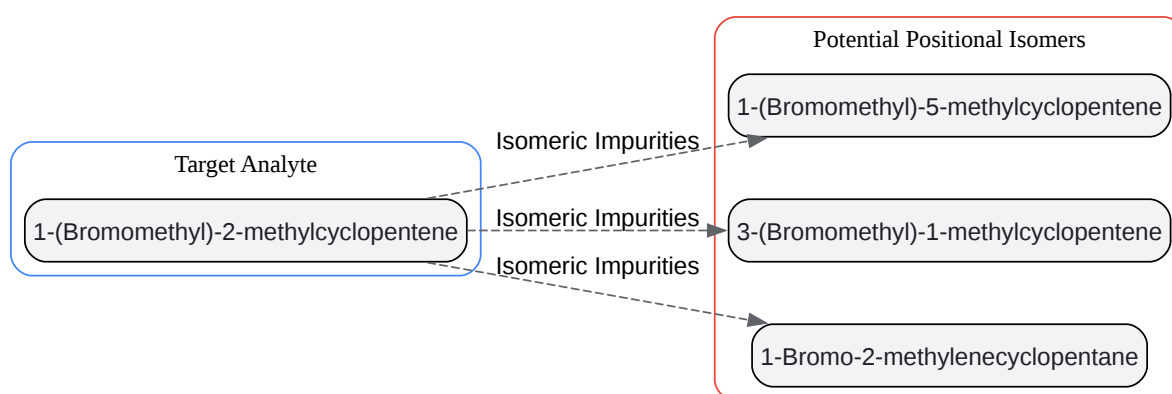 Potential Positional Isomers
1-(Bromomethyl)-5-methylcyclopentene
Isomeric Impurities
Target Analyte
1-(Bromomethyl)-2-methylcyclopentene
Isomeric Impurities
3-(Bromomethyl)-1-methylcyclopentene
Isomeric Impurities
1-Bromo-2-methylenecyclopentane